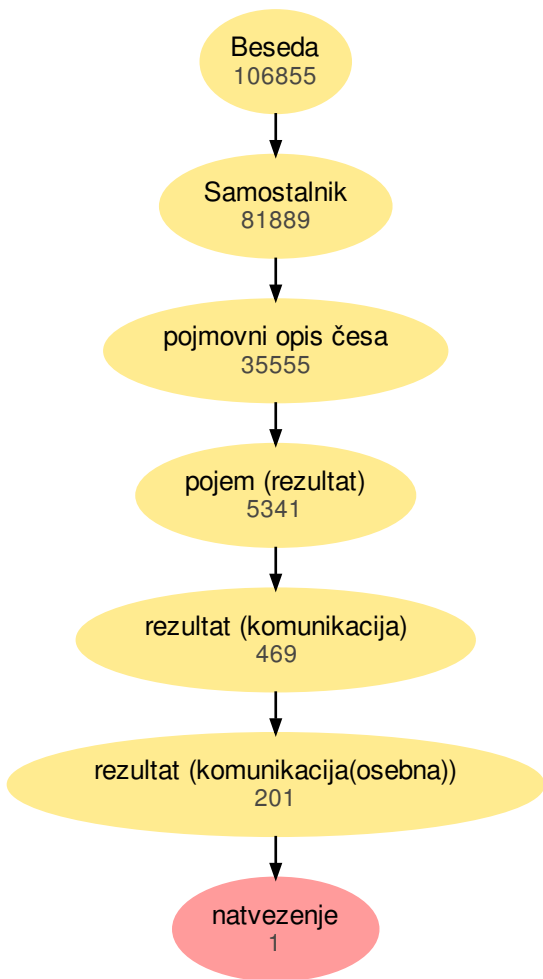 Beseda
106855
Samostalnik
81889
pojmovni opis česa
35555
pojem (rezultat)
5341
rezultat (komunikacija)
469
rezultat (komunikacija(osebna))
201
natvezenje
1